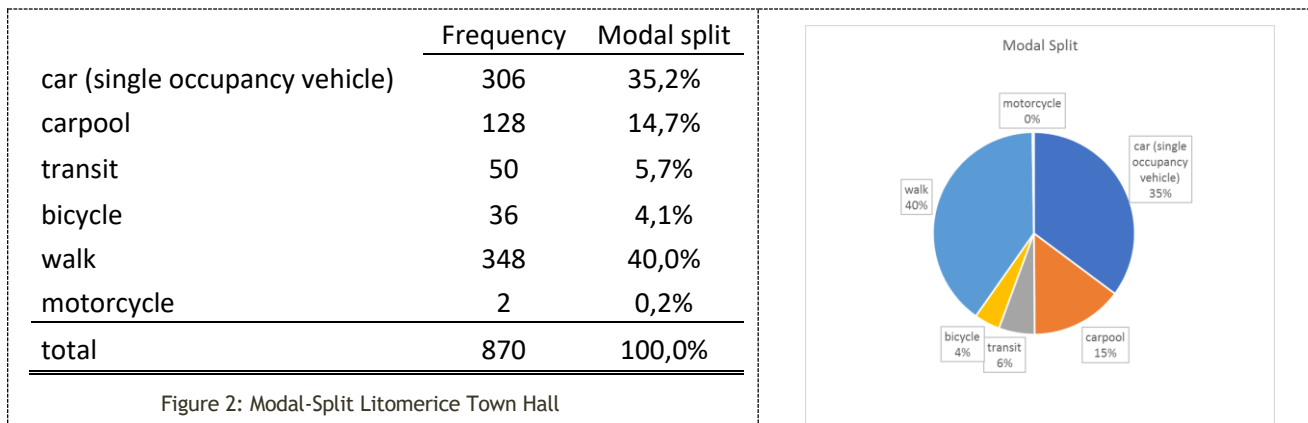 Frequency Modal split
car (single occupancy vehicle) 306 35,2%
carpool 128 14,7%
transit 50 5,7%
bicycle 36 4,1%
walk 348 40,0%
motorcycle 2 0,2%
total 870 100,0%
Figure 2: Modal-Split Litomerice Town Hall
Modal Split
motorcycle
0%
car (single
occupancy
vehicle)
35%
walk
40%
bicycle
4%
transit
6%
carpool
15%